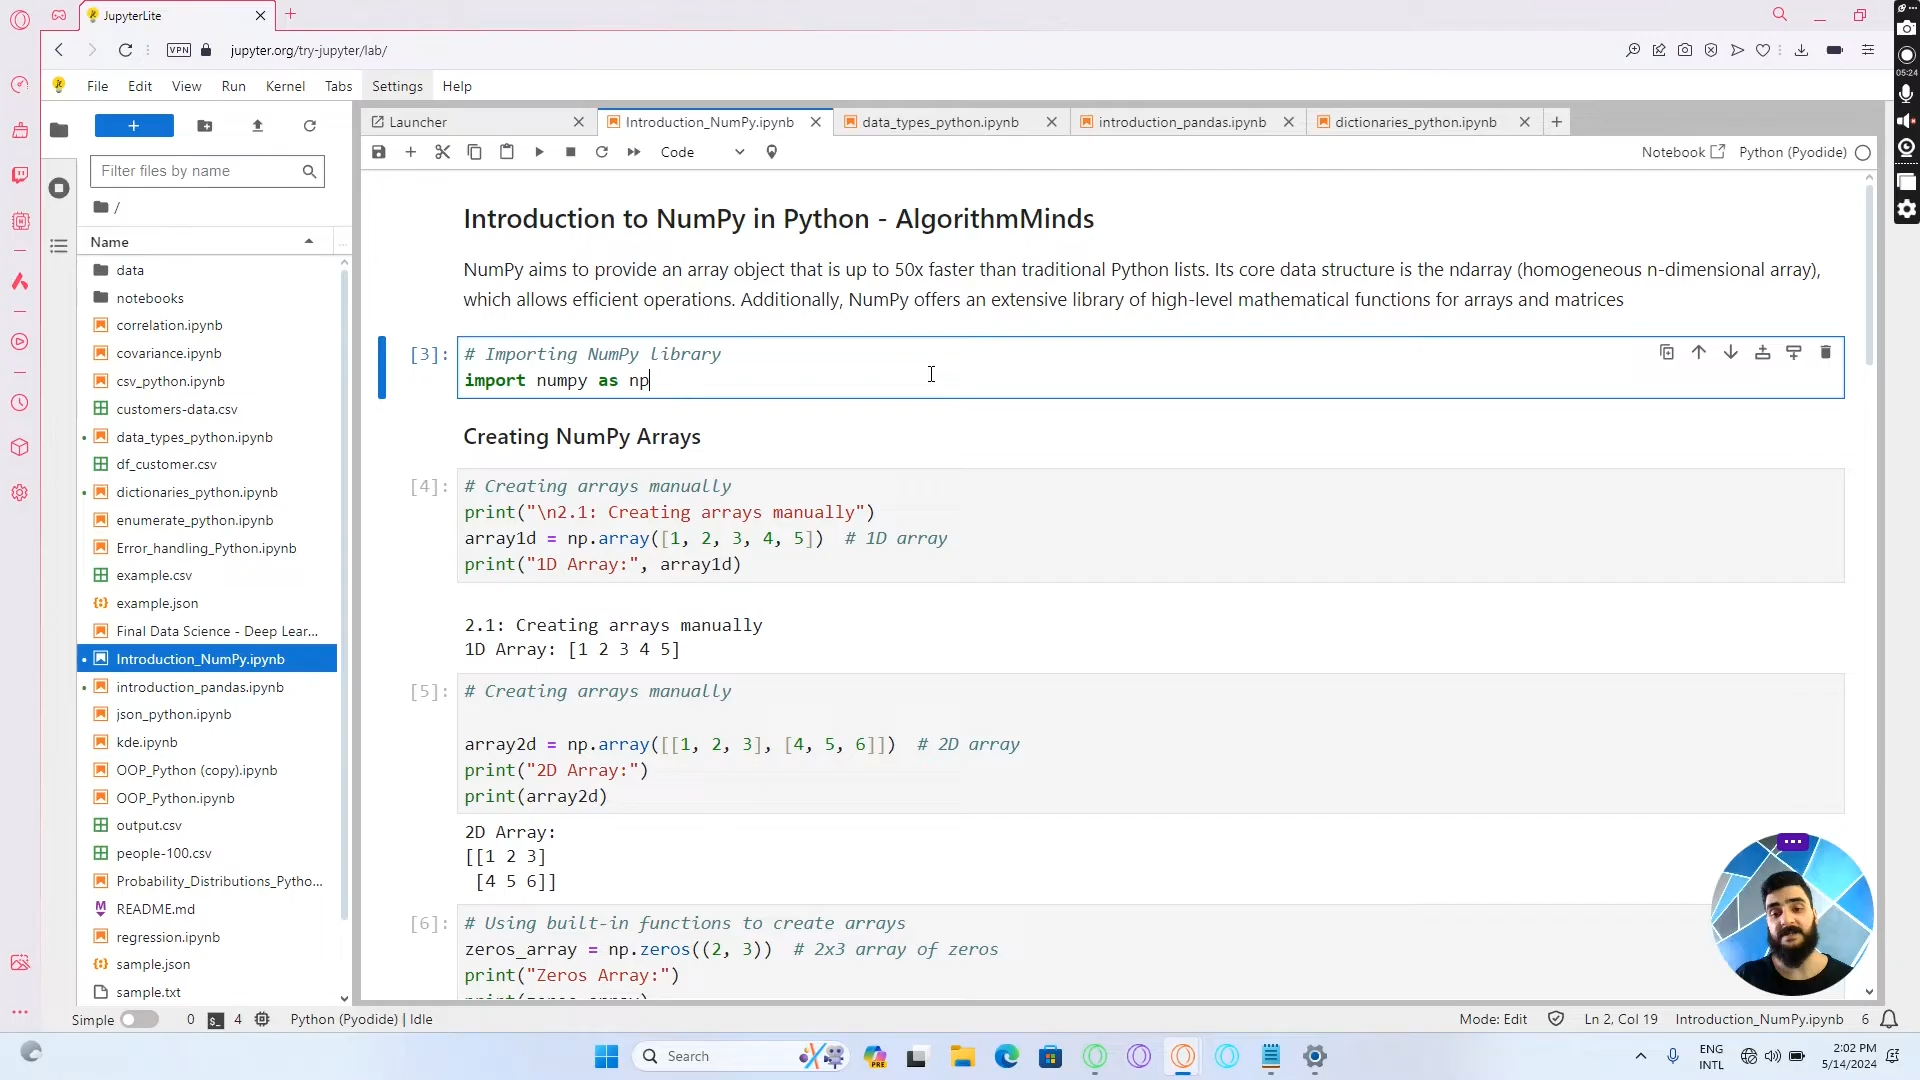 JupyterLite
VPN
jupyter.org/try-jupyter/lab/
05:24
File Edit View Run Kernel Tabs Settings Help
Launcher
Introduction_NumPy.ipynb
data_types_python.ipynb
introduction_pandas.ipynb
dictionaries_python.ipynb
Code
Notebook
Python (Pyodide)
Filter files by name
/
Name
data
notebooks
correlation.ipynb
covariance.ipynb
csv_python.ipynb
customers-data.csv
data_types_python.ipynb
df_customer.csv
dictionaries_python.ipynb
enumerate_python.ipynb
Error_handling_Python.ipynb
example.csv
example.json
Final Data Science - Deep Lear...
Introduction_NumPy.ipynb
introduction_pandas.ipynb
json_python.ipynb
kde.ipynb
OOP_Python (copy).ipynb
OOP_Python.ipynb
output.csv
people-100.csv
Probability_Distributions_Pytho...
README.md
regression.ipynb
sample.json
sample.txt
Introduction to NumPy in Python - AlgorithmMinds
NumPy aims to provide an array object that is up to 50x faster than traditional Python lists. Its core data structure is the ndarray (homogeneous n-dimensional array),
which allows efficient operations. Additionally, NumPy offers an extensive library of high-level mathematical functions for arrays and matrices
[3]: # Importing NumPy library
import numpy as np
Creating NumPy Arrays
[4]: # Creating arrays manually
print("\n2.1: Creating arrays manually")
array1d = np.array([1, 2, 3, 4, 5])  # 1D array
print("1D Array:", array1d)
2.1: Creating arrays manually
1D Array: [1 2 3 4 5]
[5]: # Creating arrays manually
array2d = np.array([[1, 2, 3], [4, 5, 6]])  # 2D array
print("2D Array:")
print(array2d)
2D Array:
[[1 2 3]
[4 5 6]]
[6]: # Using built-in functions to create arrays
zeros_array = np.zeros((2, 3))  # 2x3 array of zeros
print("Zeros Array:")
Simple 0 4 Python (Pyodide) | Idle
Mode: Edit Ln 2, Col 19 Introduction_NumPy.ipynb 6
Search
PRE
ENG
INTL
2:02 PM
5/14/2024